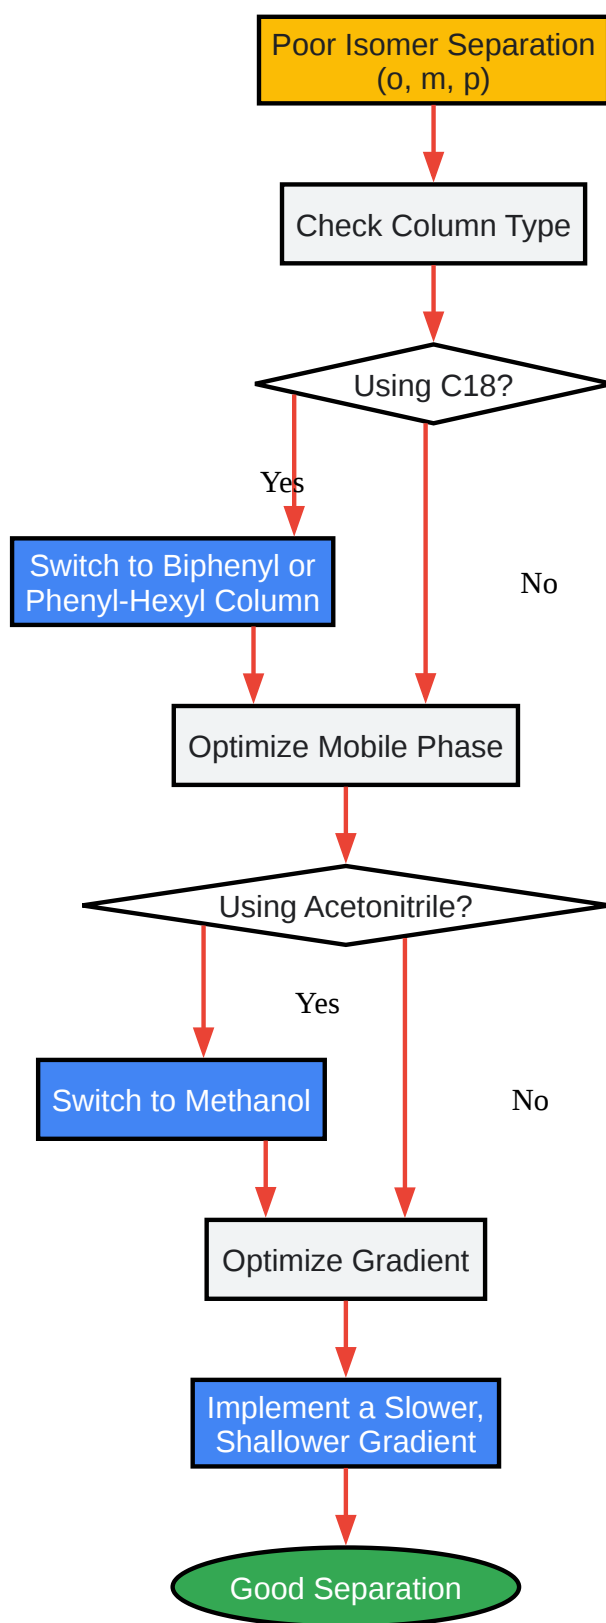 Poor Isomer Separation
(o, m, p)
Check Column Type
Using C18?
Yes
Switch to Biphenyl or
Phenyl-Hexyl Column
No
Optimize Mobile Phase
Using Acetonitrile?
Yes
Switch to Methanol
No
Optimize Gradient
Implement a Slower,
Shallower Gradient
Good Separation